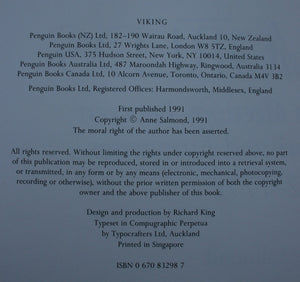 VIKING
Penguin Books (NZ) Ltd, 182–190 Wairau Road, Auckland 10, New Zealand
Penguin Books Ltd, 27 Wrights Lane, London W8 5TZ, England
Penguin USA, 375 Hudson Street, New York, NY 10014, United States
Penguin Books Australia Ltd, 487 Maroondah Highway, Ringwood, Australia 3134
Penguin Books Canada Ltd, 10 Alcorn Avenue, Toronto, Ontario, Canada M4V 3B2
Penguin Books Ltd, Registered Offices: Harmondsworth, Middlesex, England
First published 1991
Copyright © Anne Salmond, 1991
The moral right of the author has been asserted.
All rights reserved. Without limiting the rights under copyright reserved above, no part
of this publication may be reproduced, stored in or introduced into a retrieval system,
or transmitted, in any form or by any means (electronic, mechanical, photocopying,
recording or otherwise), without the prior written permission of both the copyright
owner and the above publisher of this book.
Design and production by Richard King
Typeset in Compugraphic Perpetua
by Typocrafters Ltd, Auckland
Printed in Singapore
ISBN 0 670 83298 7